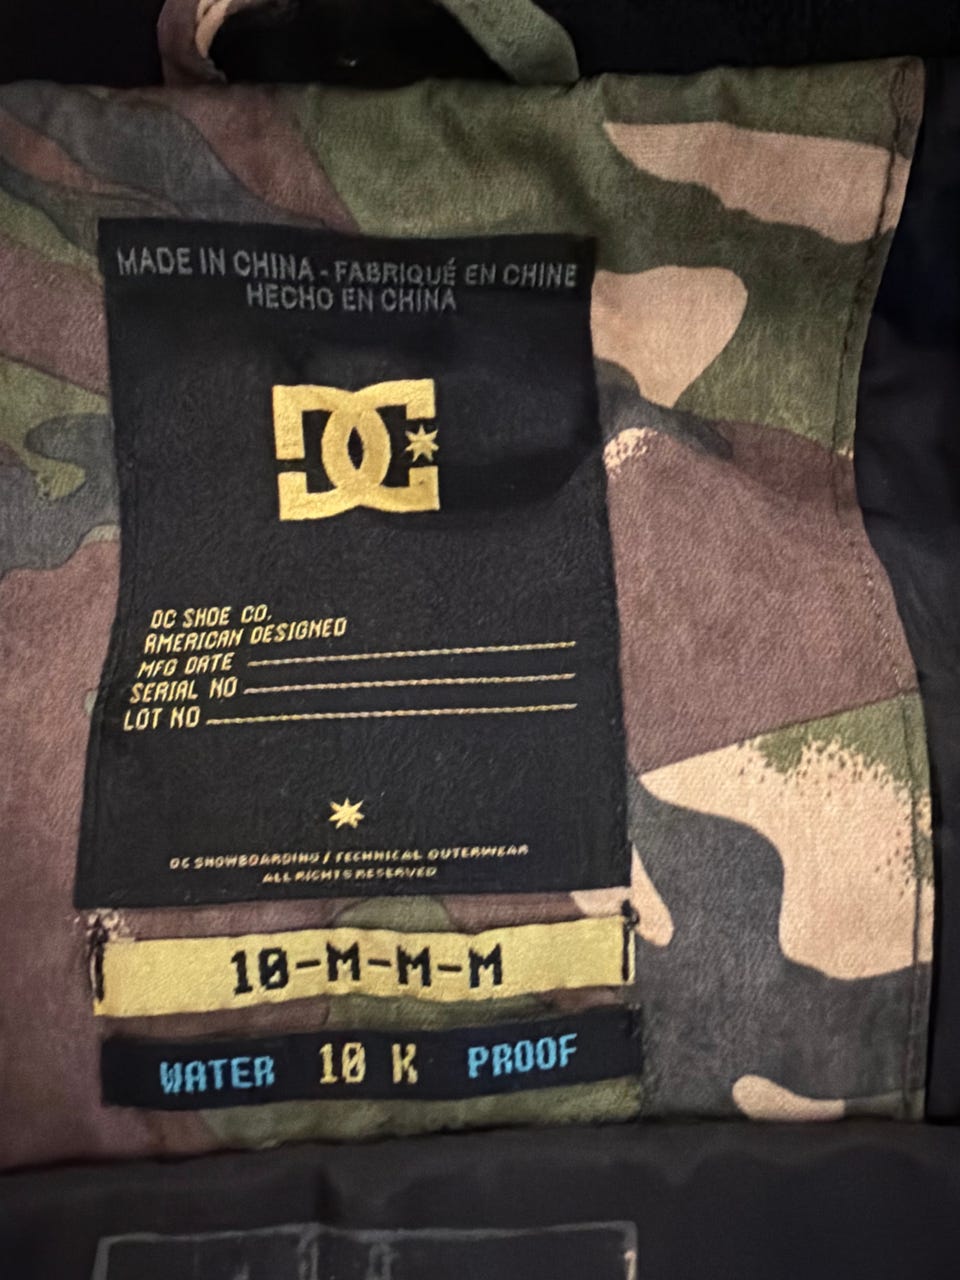 MADE IN CHINA - FABRIQUÉ EN CHINE
HECHO EN CHINA
DC
DC SHOE CO.
AMERICAN DESIGNED
MFG DATE
SERIAL NO
LOT NO
DC SNOWBOARDING / TECHNICAL OUTERWEAR
ALL RIGHTS RESERVED
10-M-M-M
WATER 10 K PROOF